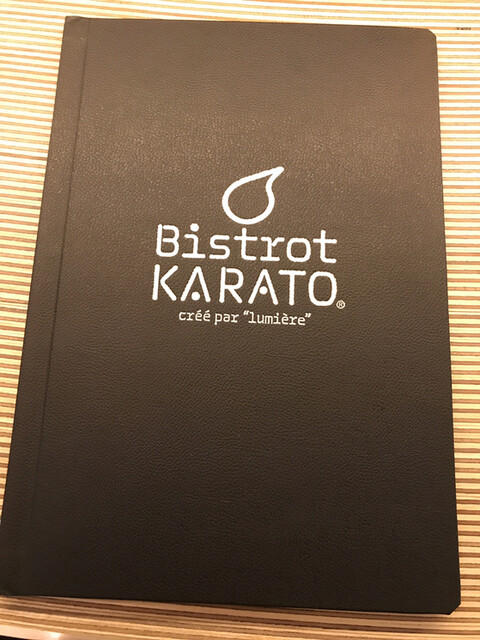 Bistrot
KARATO®
créé par “lumière”